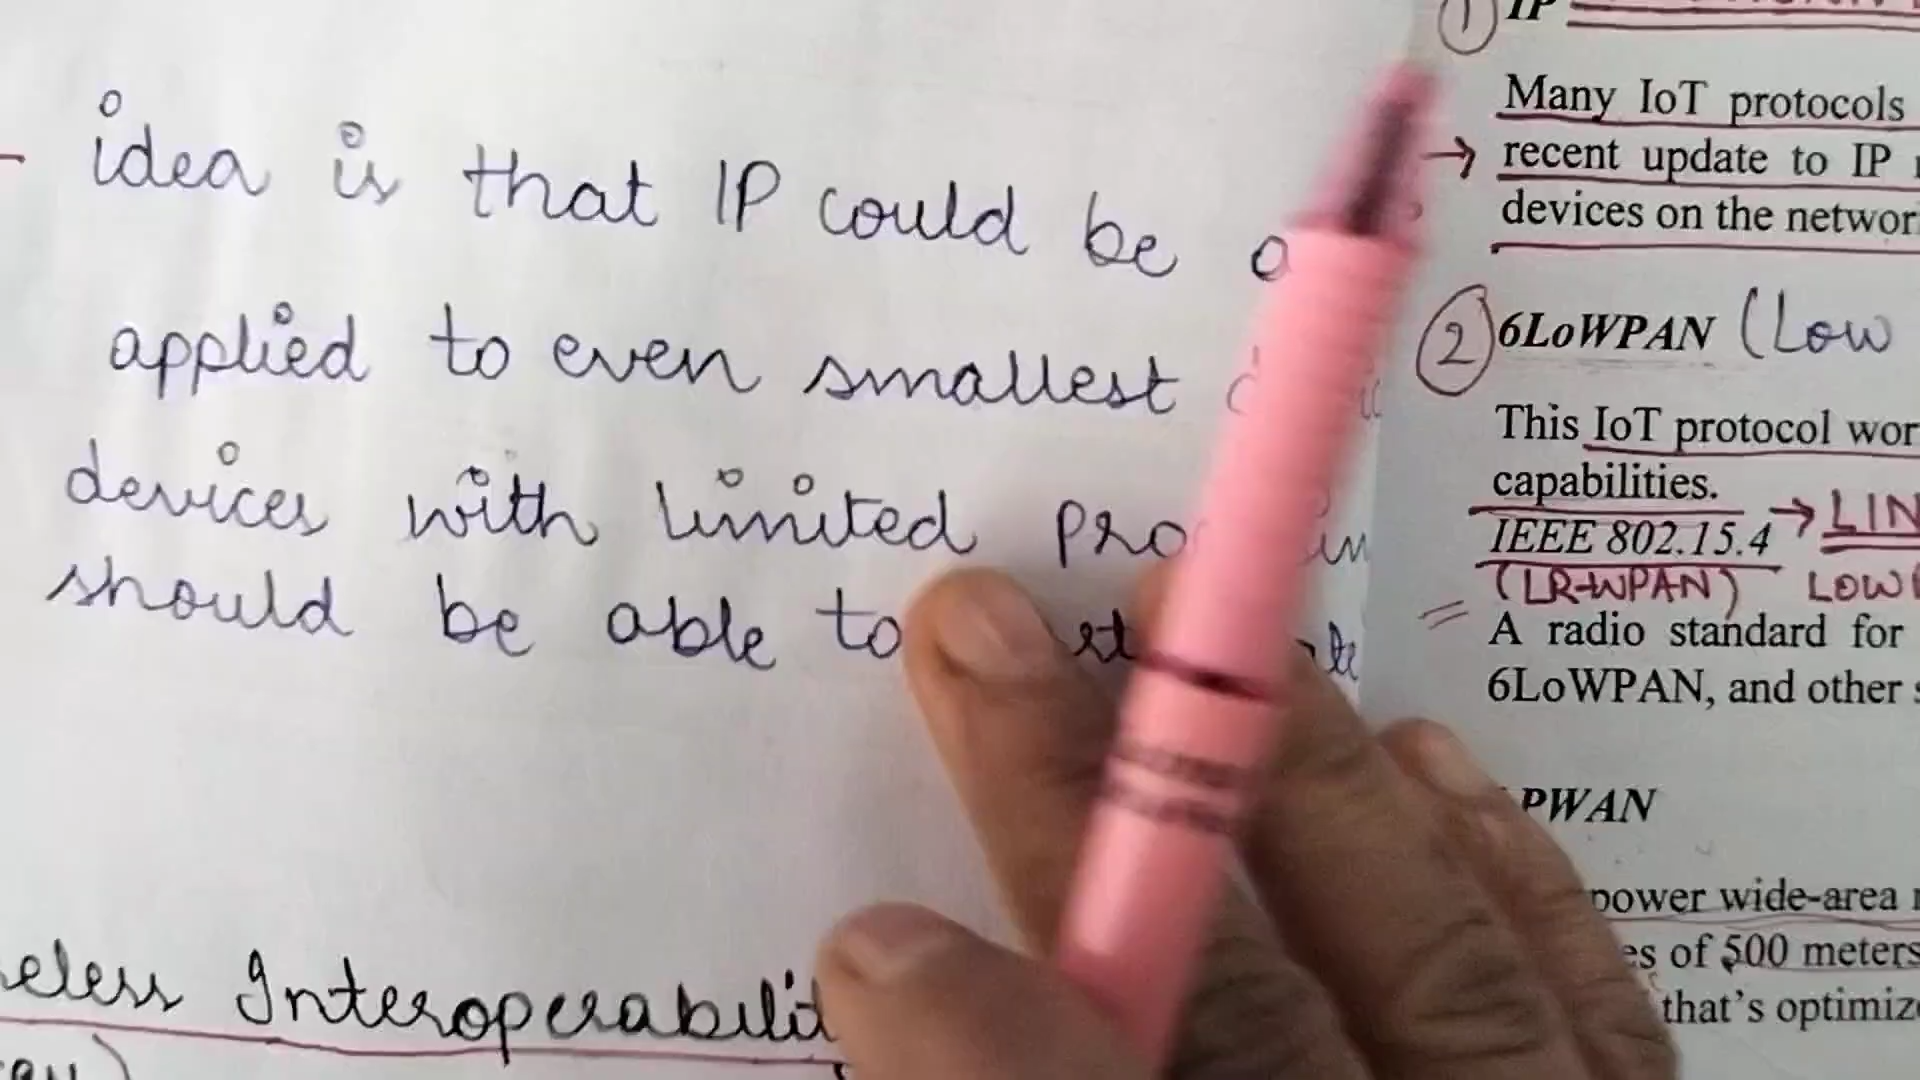 idea is that IP could be
applied to even smallest
devices with limited
should be able to
Interoperabilit
1 IP
Many IoT protocols
→ recent update to IP
devices on the networ
2 6LoWPAN (Low
This IoT protocol wor
capabilities.
IEEE 802.15.4 → LIN
(LR-WPAN) LOW
A radio standard for
6LoWPAN, and other
PWAN
power wide-area
es of 500 meters
that's optimiz